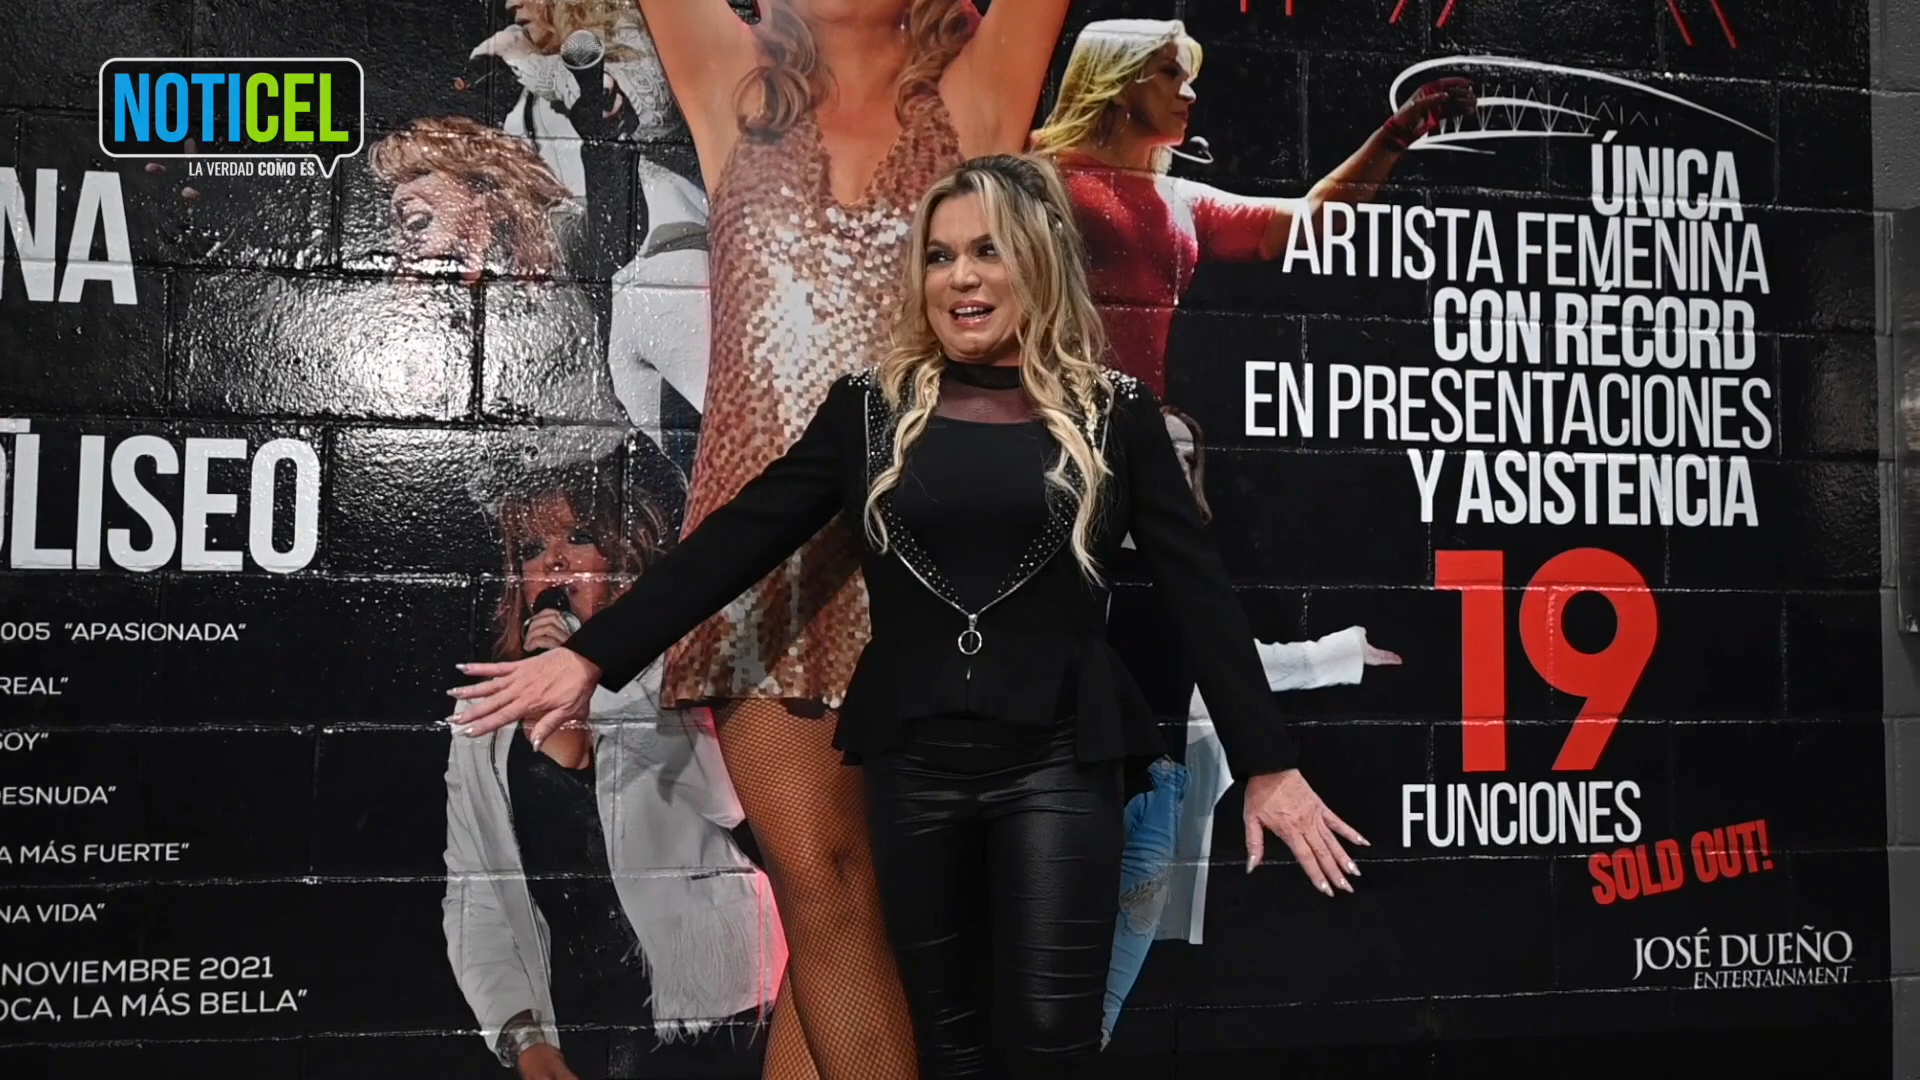 NOTICEL
LA VERDAD COMO ES
NA
OLISEO
005 "APASIONADA"
REAL"
SOY"
ESNUDA"
A MÁS FUERTE"
NA VIDA"
NOVIEMBRE 2021
OCA, LA MÁS BELLA"
ÚNICA
ARTISTA FEMENINA
CON RÉCORD
EN PRESENTACIONES
Y ASISTENCIA
19
FUNCIONES
SOLD OUT!
JOSÉ DUEÑO
ENTERTAINMENT